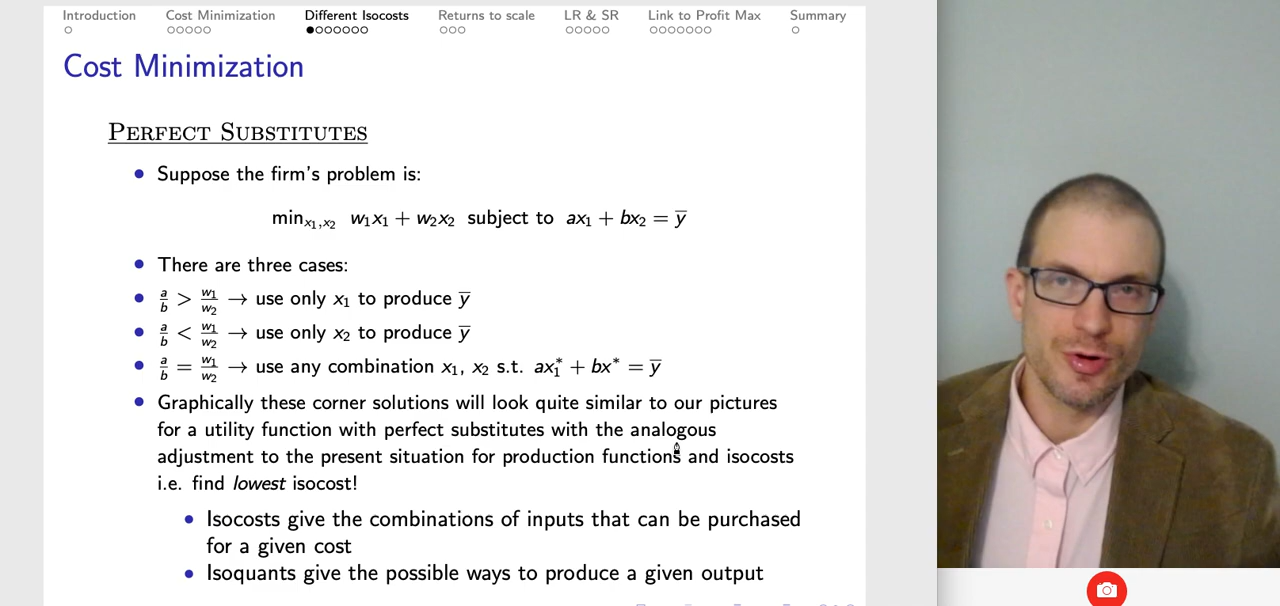 Introduction Cost Minimization Different Isocosts Returns to scale LR & SR Link to Profit Max Summary
Cost Minimization
Perfect Substitutes
Suppose the firm's problem is:
min_{x₁,x₂} w₁x₁ + w₂x₂ subject to ax₁ + bx₂ = y̅
There are three cases:
a/b > w₁/w₂ → use only x₁ to produce y̅
a/b < w₁/w₂ → use only x₂ to produce y̅
a/b = w₁/w₂ → use any combination x₁, x₂ s.t. ax₁* + bx* = y̅
Graphically these corner solutions will look quite similar to our pictures
for a utility function with perfect substitutes with the analogous
adjustment to the present situation for production functions and isocosts
i.e. find lowest isocost!
Isocosts give the combinations of inputs that can be purchased
for a given cost
Isoquants give the possible ways to produce a given output